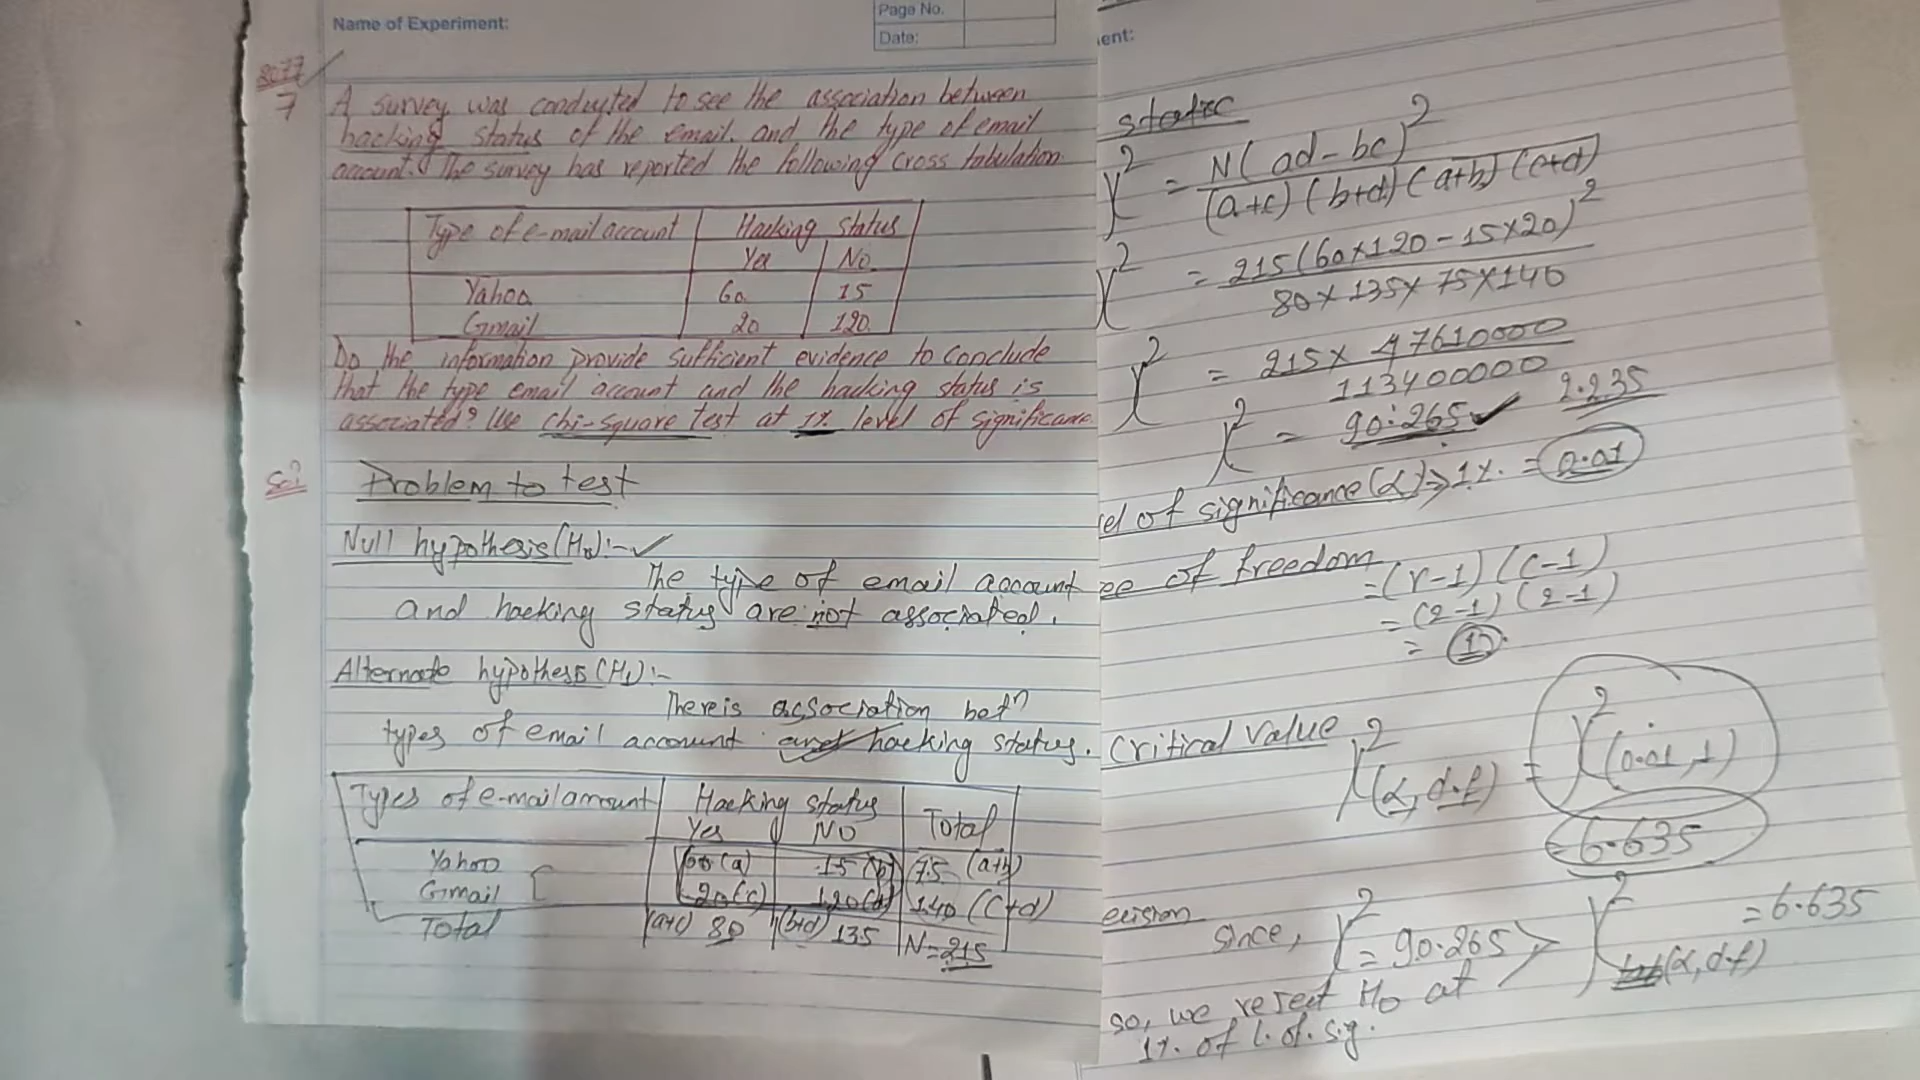 Name of Experiment:
Page No.
Date:
2077
7
A survey was conducted to see the association between
hacking status of the email and the type of email
account. The survey has reported the following cross tabulation.
Type of e-mail account Hacking status
Yes No
Yahoo 60 15
Gmail 20 120
Do the information provide sufficient evidence to conclude
that the type email account and the hacking status is
associated? Use chi-square test at 1% level of significance.
Problem to test
Null hypothesis (H0):-
The type of email account
and hacking status are not associated.
Alternate hypothesis (H1):-
There is association betn
types of email account and hacking status.
Types of e-mail amount Hacking status Total
Yes NO
Yahoo 60 (a) 15 (b) 75 (a+b)
Gmail 20 (c) 120 (d) 140 (c+d)
Total (a+c) 80 (b+d) 135 N=215
ent:
static
χ² = N(ad-bc)² / (a+c)(b+d)(a+b)(c+d)
χ² = 215(60×120-15×20)² / 80×135×75×140
χ² = 215× 47610000 / 113400000
χ² = 90.265 2.235
el of significance (α) ⇒ 1%. = 0.01
ee of freedom = (r-1)(c-1)
= (2-1)(2-1)
= 1
Critical value χ²(α, d.f) = χ²(0.01, 1)
= 6.635
ecision
since, χ² = 90.265 > χ²(α, d.f) = 6.635
so, we reject H0 at
1%. of l. of. sig.